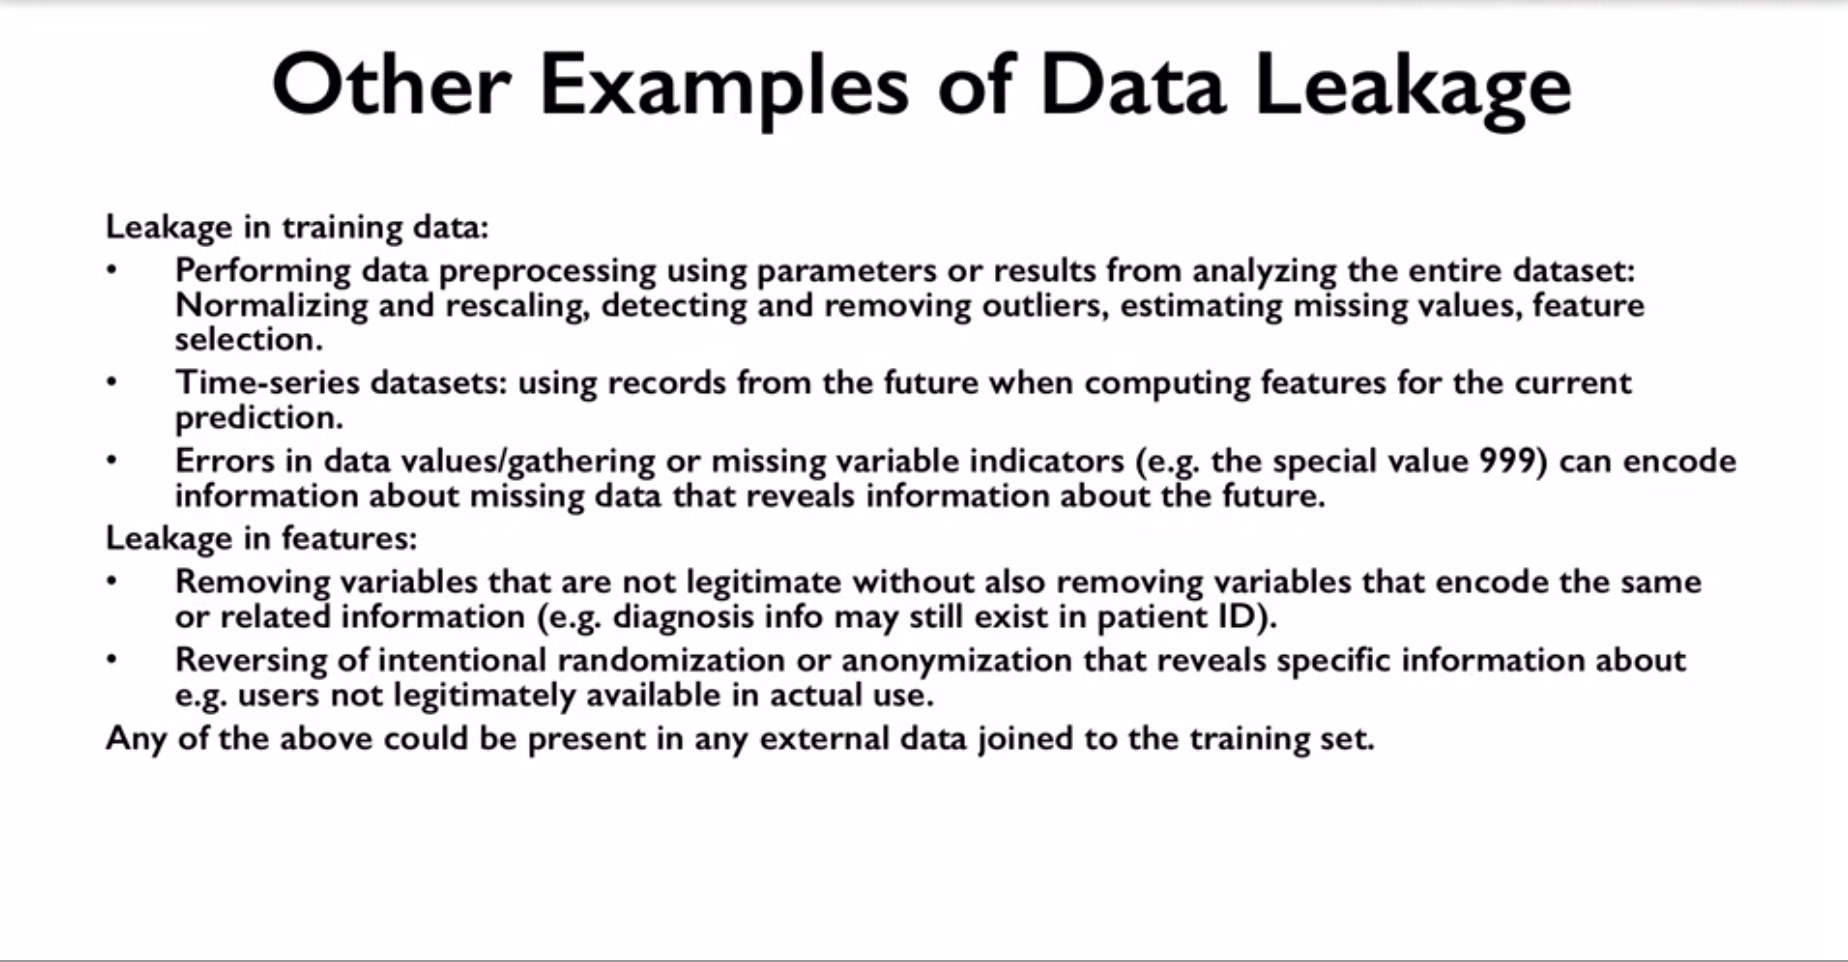 Other Examples of Data Leakage
Leakage in training data:
• Performing data preprocessing using parameters or results from analyzing the entire dataset:
Normalizing and rescaling, detecting and removing outliers, estimating missing values, feature
selection.
• Time-series datasets: using records from the future when computing features for the current
prediction.
• Errors in data values/gathering or missing variable indicators (e.g. the special value 999) can encode
information about missing data that reveals information about the future.
Leakage in features:
• Removing variables that are not legitimate without also removing variables that encode the same
or related information (e.g. diagnosis info may still exist in patient ID).
• Reversing of intentional randomization or anonymization that reveals specific information about
e.g. users not legitimately available in actual use.
Any of the above could be present in any external data joined to the training set.